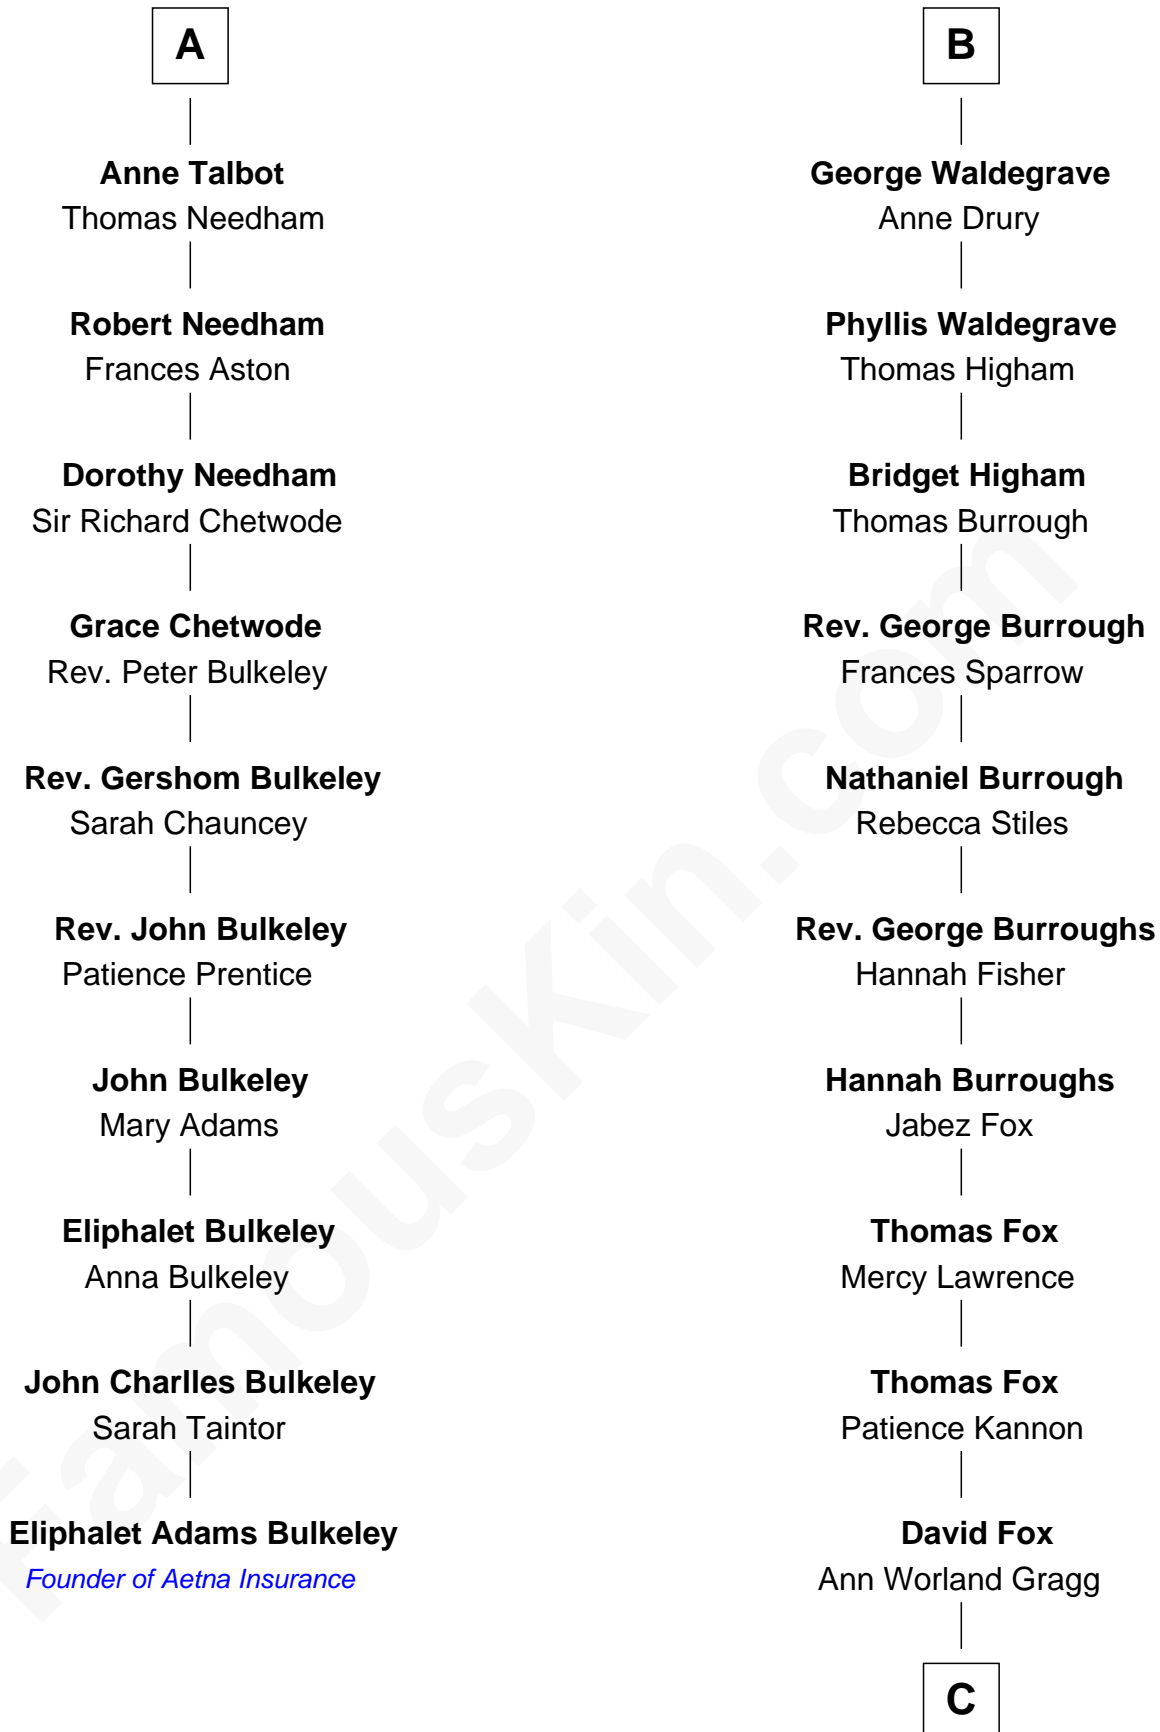 A
Anne Talbot
Thomas Needham
Robert Needham
Frances Aston
Dorothy Needham
Sir Richard Chetwode
Grace Chetwode
Rev. Peter Bulkeley
Rev. Gershom Bulkeley
Sarah Chauncey
Rev. John Bulkeley
Patience Prentice
John Bulkeley
Mary Adams
Eliphalet Bulkeley
Anna Bulkeley
John Charlles Bulkeley
Sarah Taintor
Eliphalet Adams Bulkeley
Founder of Aetna Insurance
B
George Waldegrave
Anne Drury
Phyllis Waldegrave
Thomas Higham
Bridget Higham
Thomas Burrough
Rev. George Burrough
Frances Sparrow
Nathaniel Burrough
Rebecca Stiles
Rev. George Burroughs
Hannah Fisher
Hannah Burroughs
Jabez Fox
Thomas Fox
Mercy Lawrence
Thomas Fox
Patience Kannon
David Fox
Ann Worland Gragg
C
FamousKin.com